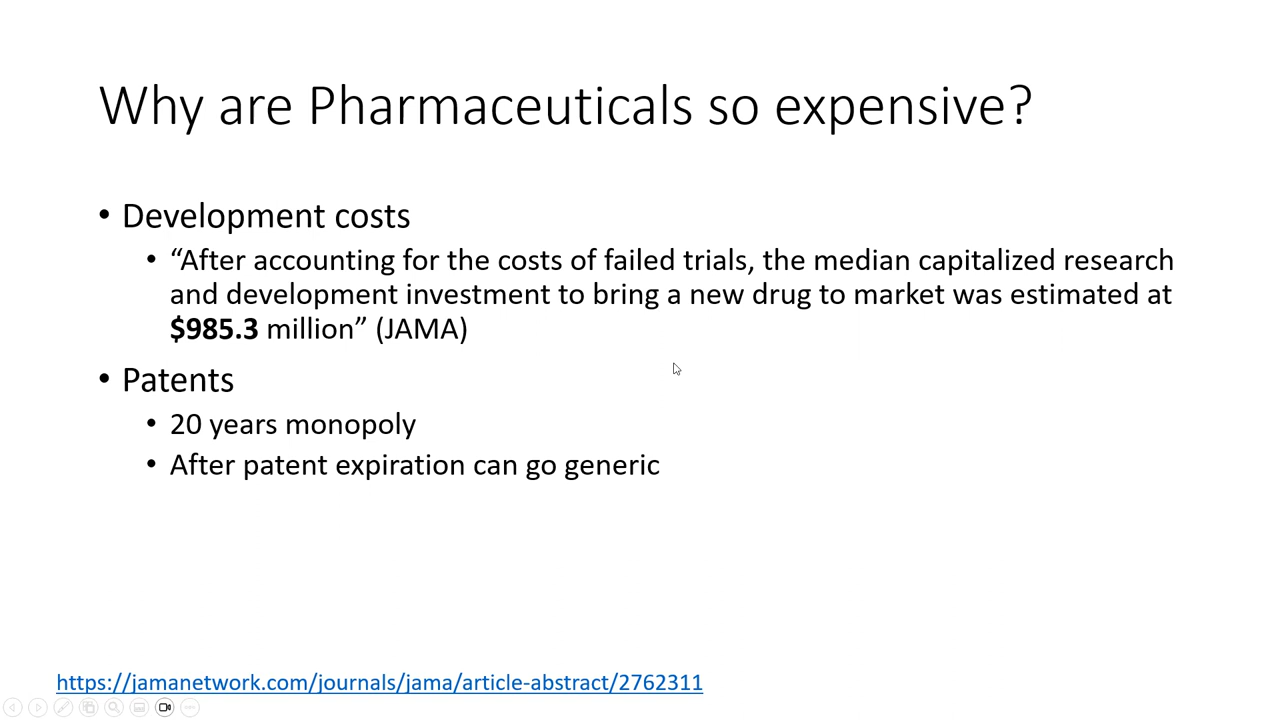 Why are Pharmaceuticals so expensive?
• Development costs
• “After accounting for the costs of failed trials, the median capitalized research
and development investment to bring a new drug to market was estimated at
$985.3 million” (JAMA)
• Patents
• 20 years monopoly
• After patent expiration can go generic
https://jamanetwork.com/journals/jama/article-abstract/2762311